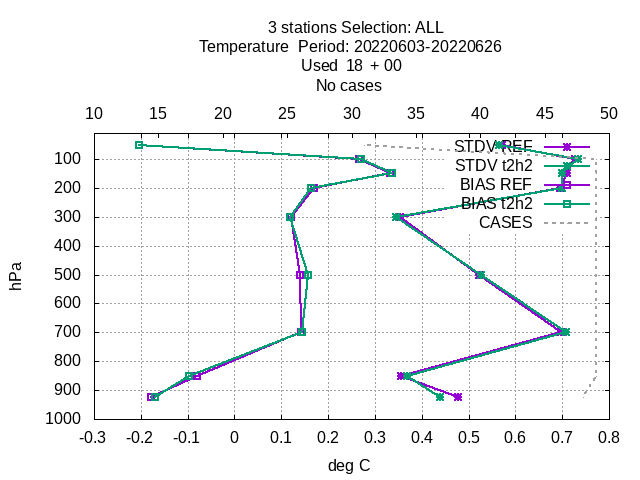 3 stations Selection: ALL
Temperature  Period: 20220603-20220626
Used  18  + 00
No cases
10 15 20 25 30 35 40 45 50
STDV REF
STDV t2h2
BIAS REF
BIAS t2h2
CASES
100
200
300
400
500
600
700
800
900
1000
hPa
-0.3 -0.2 -0.1 0 0.1 0.2 0.3 0.4 0.5 0.6 0.7 0.8
deg C